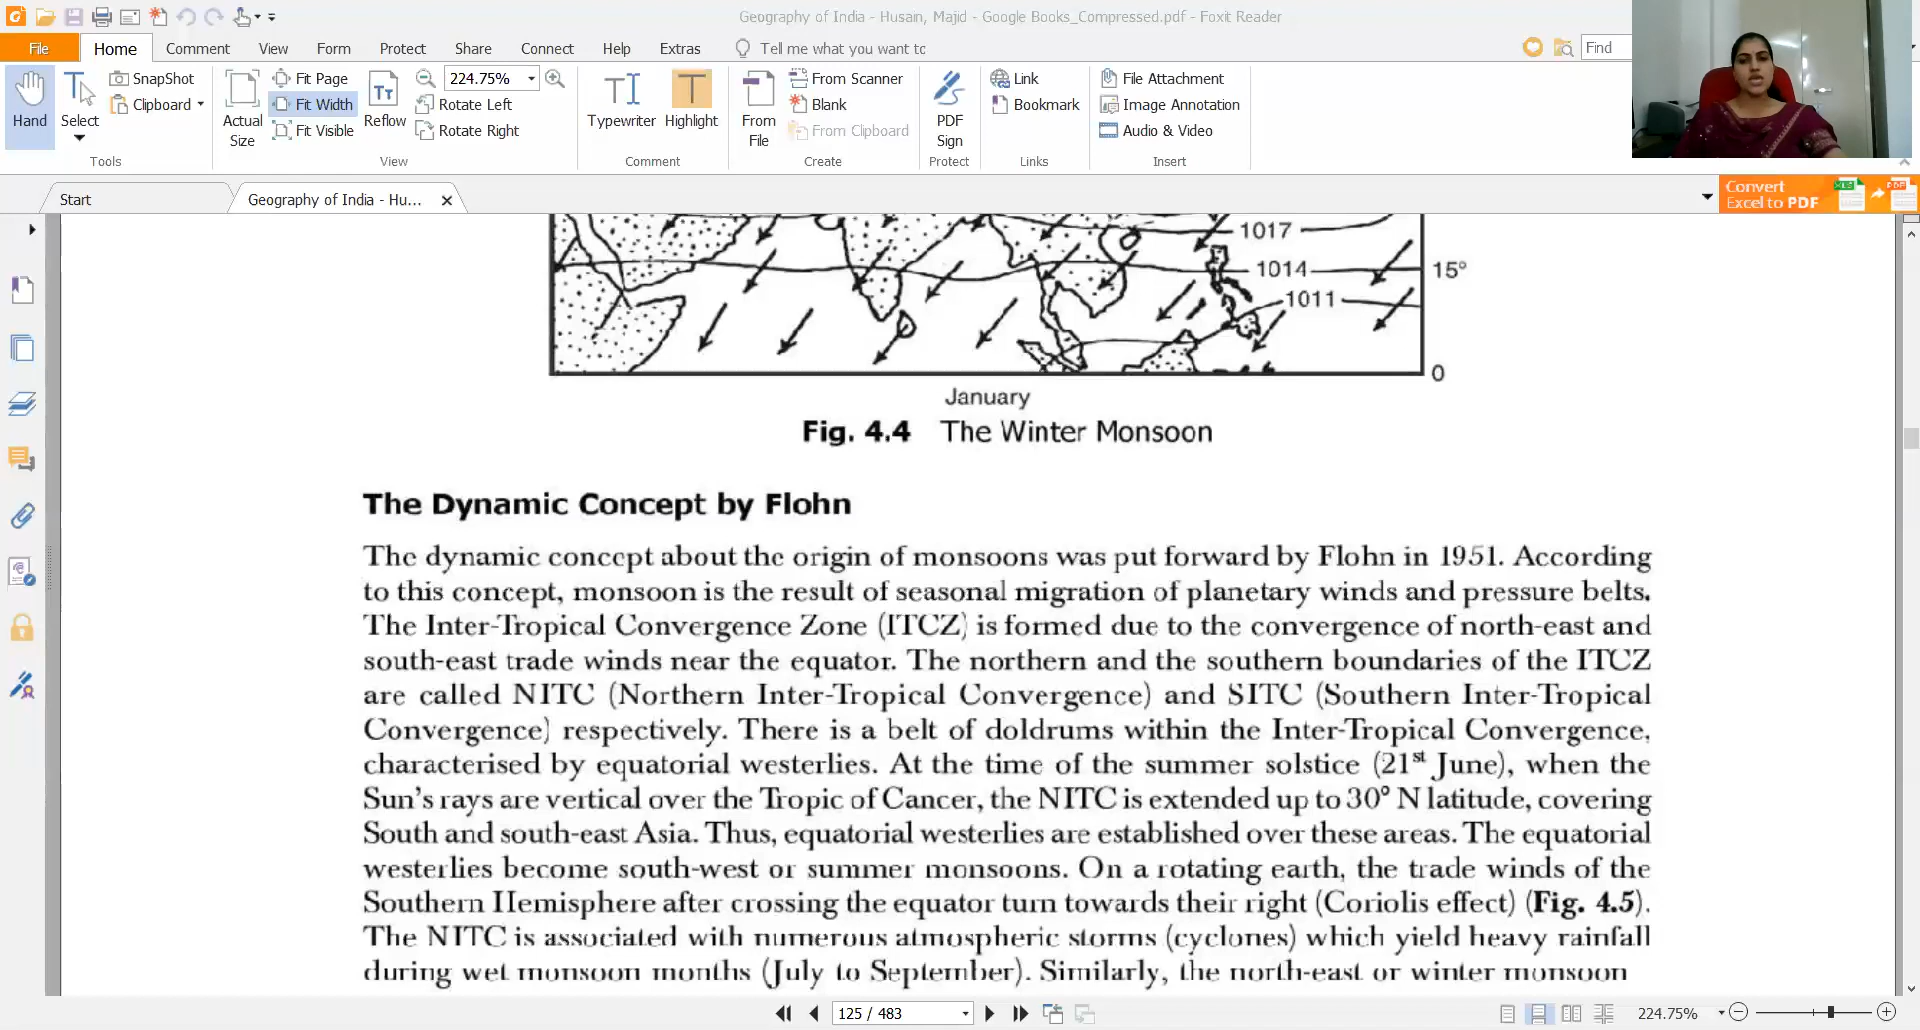 Geography of India - Husain, Majid - Google Books_Compressed.pdf - Foxit Reader
File Home Comment View Form Protect Share Connect Help Extras Tell me what you want to Find
Hand
Select
SnapShot
Clipboard
Tools
Actual Size
Fit Page
Fit Width
Fit Visible
Reflow
224.75%
Rotate Left
Rotate Right
View
Typewriter
Highlight
Comment
From File
From Scanner
Blank
From Clipboard
Create
PDF Sign
Protect
Link
Bookmark
Links
File Attachment
Image Annotation
Audio & Video
Insert
Start
Geography of India - Hu...
Convert
Excel to PDF
1017
1014
15°
1011
0
January
Fig. 4.4 The Winter Monsoon
The Dynamic Concept by Flohn
The dynamic concept about the origin of monsoons was put forward by Flohn in 1951. According
to this concept, monsoon is the result of seasonal migration of planetary winds and pressure belts.
The Inter-Tropical Convergence Zone (ITCZ) is formed due to the convergence of north-east and
south-east trade winds near the equator. The northern and the southern boundaries of the ITCZ
are called NITC (Northern Inter-Tropical Convergence) and SITC (Southern Inter-Tropical
Convergence) respectively. There is a belt of doldrums within the Inter-Tropical Convergence,
characterised by equatorial westerlies. At the time of the summer solstice (21st June), when the
Sun's rays are vertical over the Tropic of Cancer, the NITC is extended up to 30° N latitude, covering
South and south-east Asia. Thus, equatorial westerlies are established over these areas. The equatorial
westerlies become south-west or summer monsoons. On a rotating earth, the trade winds of the
Southern Hemisphere after crossing the equator turn towards their right (Coriolis effect) (Fig. 4.5).
The NITC is associated with numerous atmospheric storms (cyclones) which yield heavy rainfall
during wet monsoon months (July to September). Similarly, the north-east or winter monsoon
125 / 483
224.75%